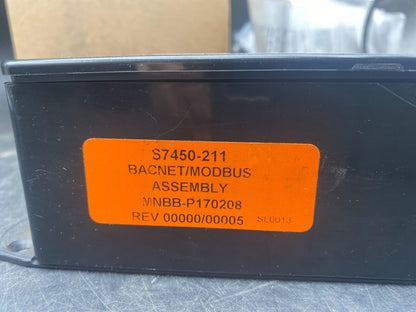 S7450-211
BACNET/MODBUS
ASSEMBLY
MNBB-P170208
REV 00000/00005 SL0013